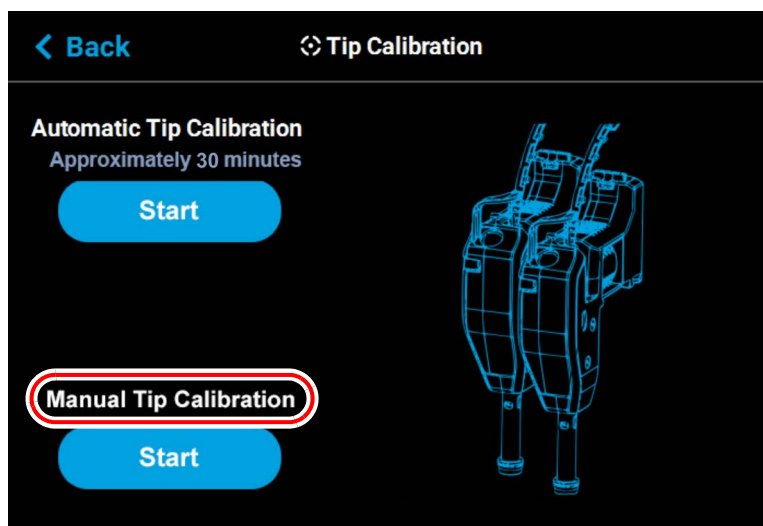 Back
Tip Calibration
Automatic Tip Calibration
Approximately 30 minutes
Start
Manual Tip Calibration
Start